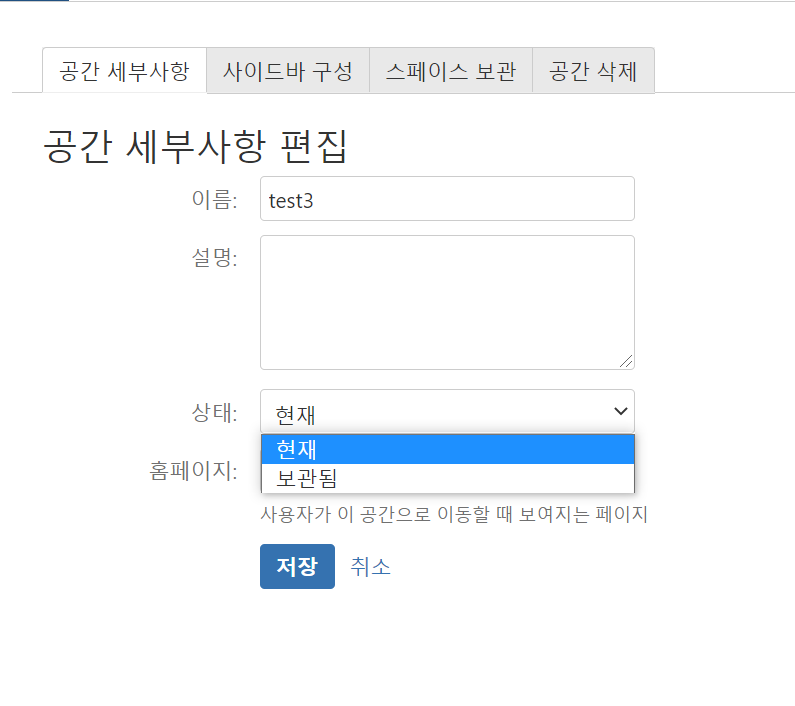 공간 세부사항 사이드바 구성 스페이스 보관 공간 삭제
공간 세부사항 편집
이름: test3
설명:
상태: 현재
현재
홈페이지: 보관됨
사용자가 이 공간으로 이동할 때 보여지는 페이지
저장 취소